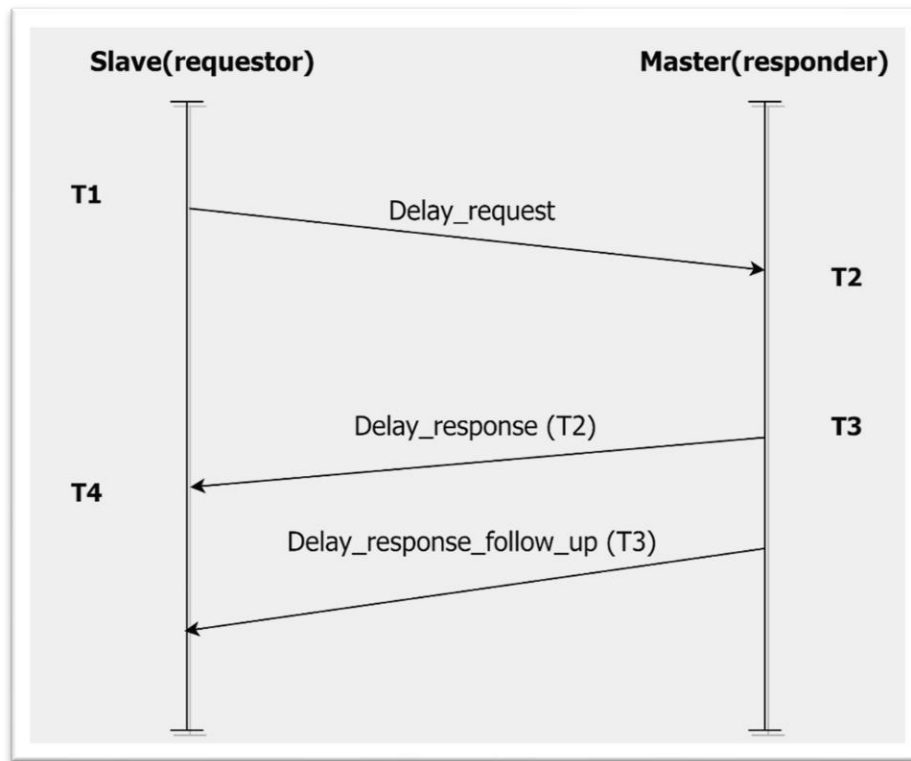 Slave(requestor)
Master(responder)
T1
Delay_request
T2
Delay_response (T2)
T3
T4
Delay_response_follow_up (T3)